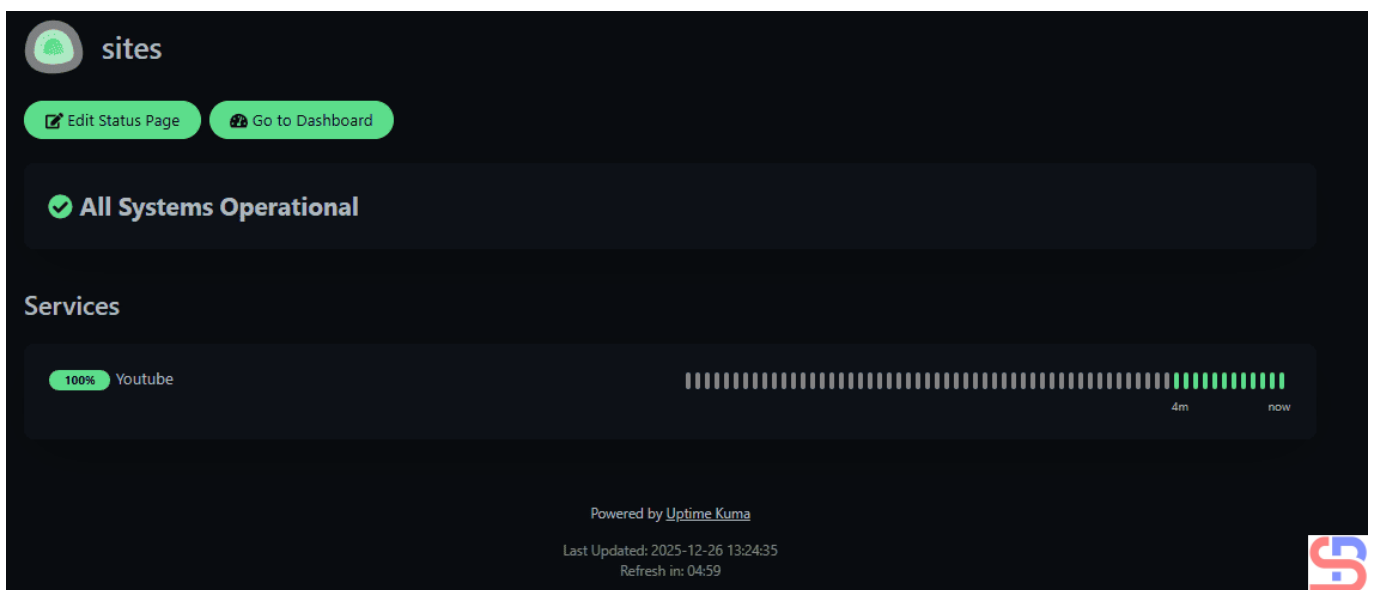 sites
Edit Status Page
Go to Dashboard
All Systems Operational
Services
100% Youtube
4m now
Powered by Uptime Kuma
Last Updated: 2025-12-26 13:24:35
Refresh in: 04:59